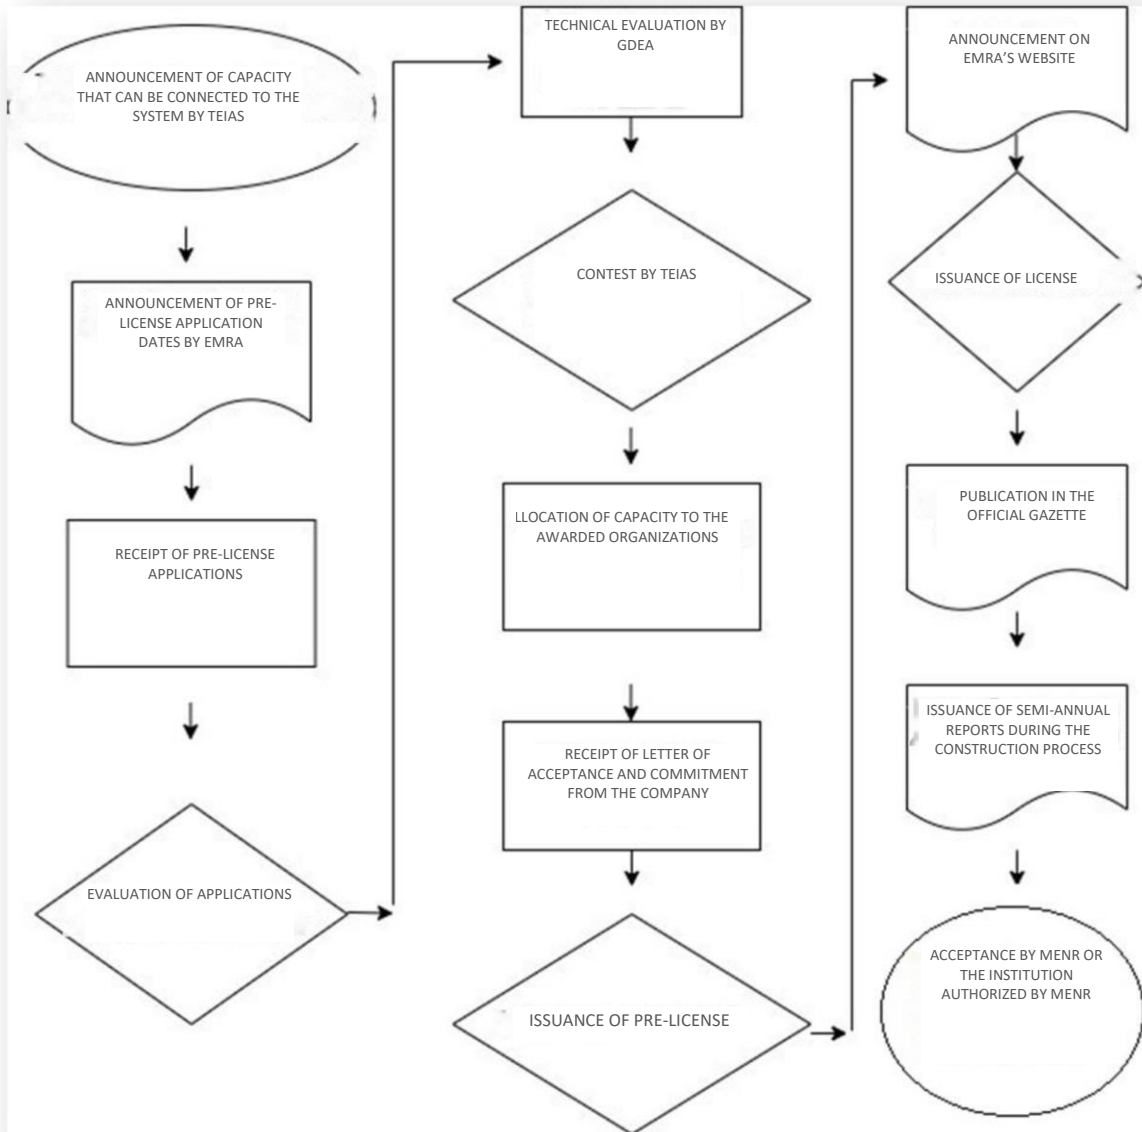 ANNOUNCEMENT OF CAPACITY
THAT CAN BE CONNECTED TO THE
SYSTEM BY TEIAS
ANNOUNCEMENT OF PRE-
LICENSE APPLICATION
DATES BY EMRA
RECEIPT OF PRE-LICENSE
APPLICATIONS
EVALUATION OF APPLICATIONS
TECHNICAL EVALUATION BY
GDEA
CONTEST BY TEIAS
LLOCATION OF CAPACITY TO THE
AWARDED ORGANIZATIONS
RECEIPT OF LETTER OF
ACCEPTANCE AND COMMITMENT
FROM THE COMPANY
ISSUANCE OF PRE-LICENSE
ANNOUNCEMENT ON
EMRA’S WEBSITE
ISSUANCE OF LICENSE
PUBLICATION IN THE
OFFICIAL GAZETTE
ISSUANCE OF SEMI-ANNUAL
REPORTS DURING THE
CONSTRUCTION PROCESS
ACCEPTANCE BY MENR OR
THE INSTITUTION
AUTHORIZED BY MENR